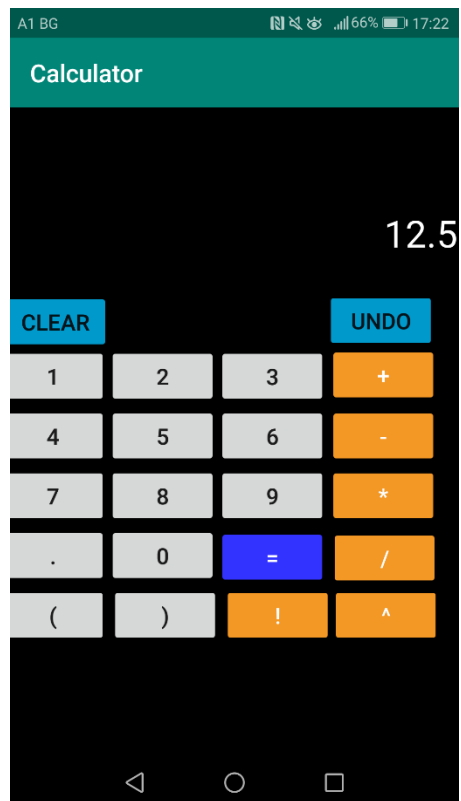 A1 BG 66% 17:22
Calculator
12.5
CLEAR UNDO
1 2 3 +
4 5 6 -
7 8 9 *
. 0 = /
( ) ! ^